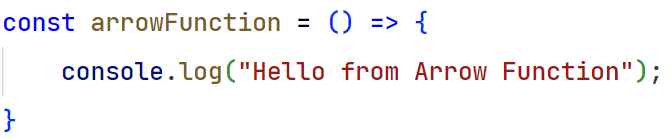 const arrowFunction = () => {
    console.log("Hello from Arrow Function");
}